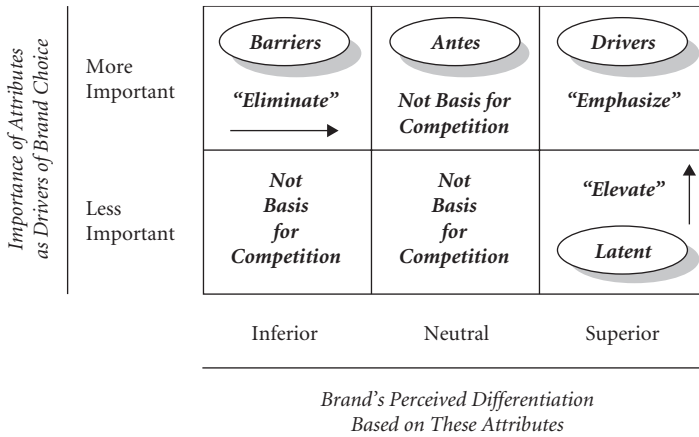 Importance of Attributes
as Drivers of Brand Choice
More
Important
Barriers
“Eliminate”
Antes
Not Basis for
Competition
Drivers
“Emphasize”
Less
Important
Not
Basis
for
Competition
Not
Basis
for
Competition
“Elevate”
Latent
Inferior
Neutral
Superior
Brand’s Perceived Differentiation
Based on These Attributes